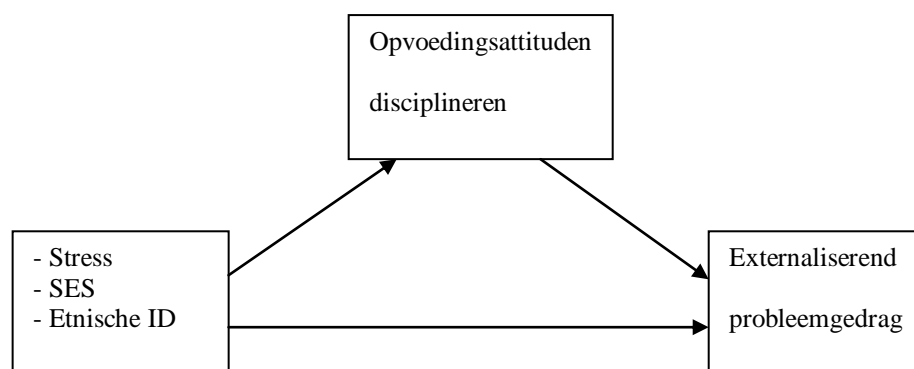 Opvoedingsattituden
disciplineren
- Stress
- SES
- Etnische ID
Externaliserend
probleemgedrag